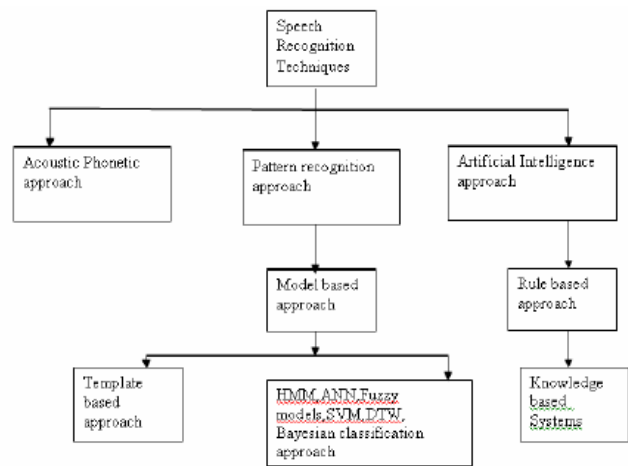 Speech
Recognition
Techniques
Acoustic Phonetic
approach
Pattern recognition
approach
Artificial Intelligence
approach
Model based
approach
Rule based
approach
Template
based
approach
HMM,ANN,Fuzzy
models,SVM,DTW,
Bayesian classification
approach
Knowledge
based
Systems